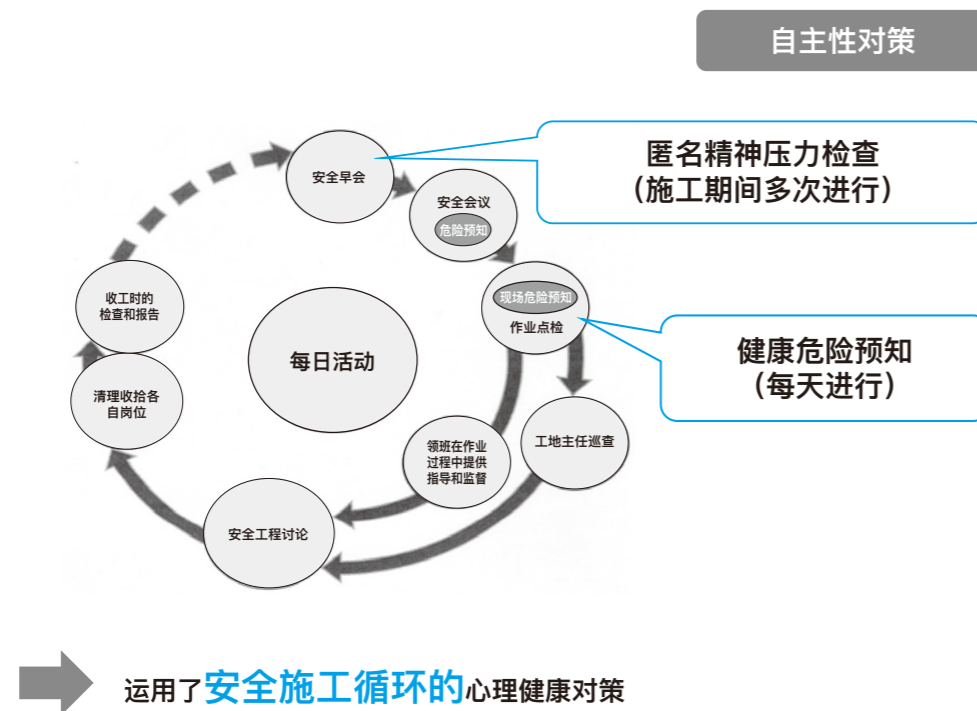 自主性对策
匿名精神压力检查
（施工期间多次进行）
安全早会
安全会议
危险预知
现场危险预知
作业点检
健康危险预知
（每天进行）
收工时的
检查和报告
每日活动
清理收拾各
自岗位
领班在作业
过程中提供
指导和监督
工地主任巡查
安全工程讨论
运用了安全施工循环的心理健康对策